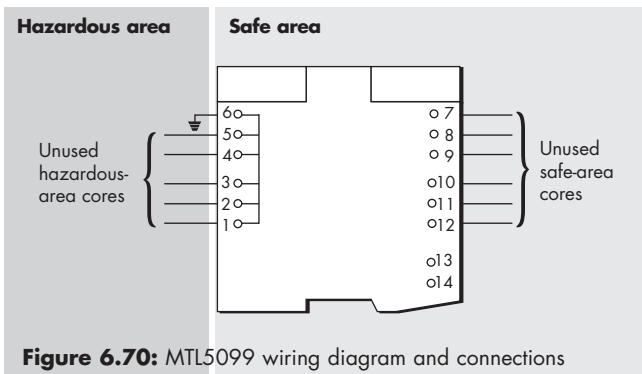 Hazardous area
Safe area
6
5
4
3
2
1
7
8
9
10
11
12
13
14
Unused
hazardous-
area cores
Unused
safe-area
cores
Figure 6.70: MTL5099 wiring diagram and connections